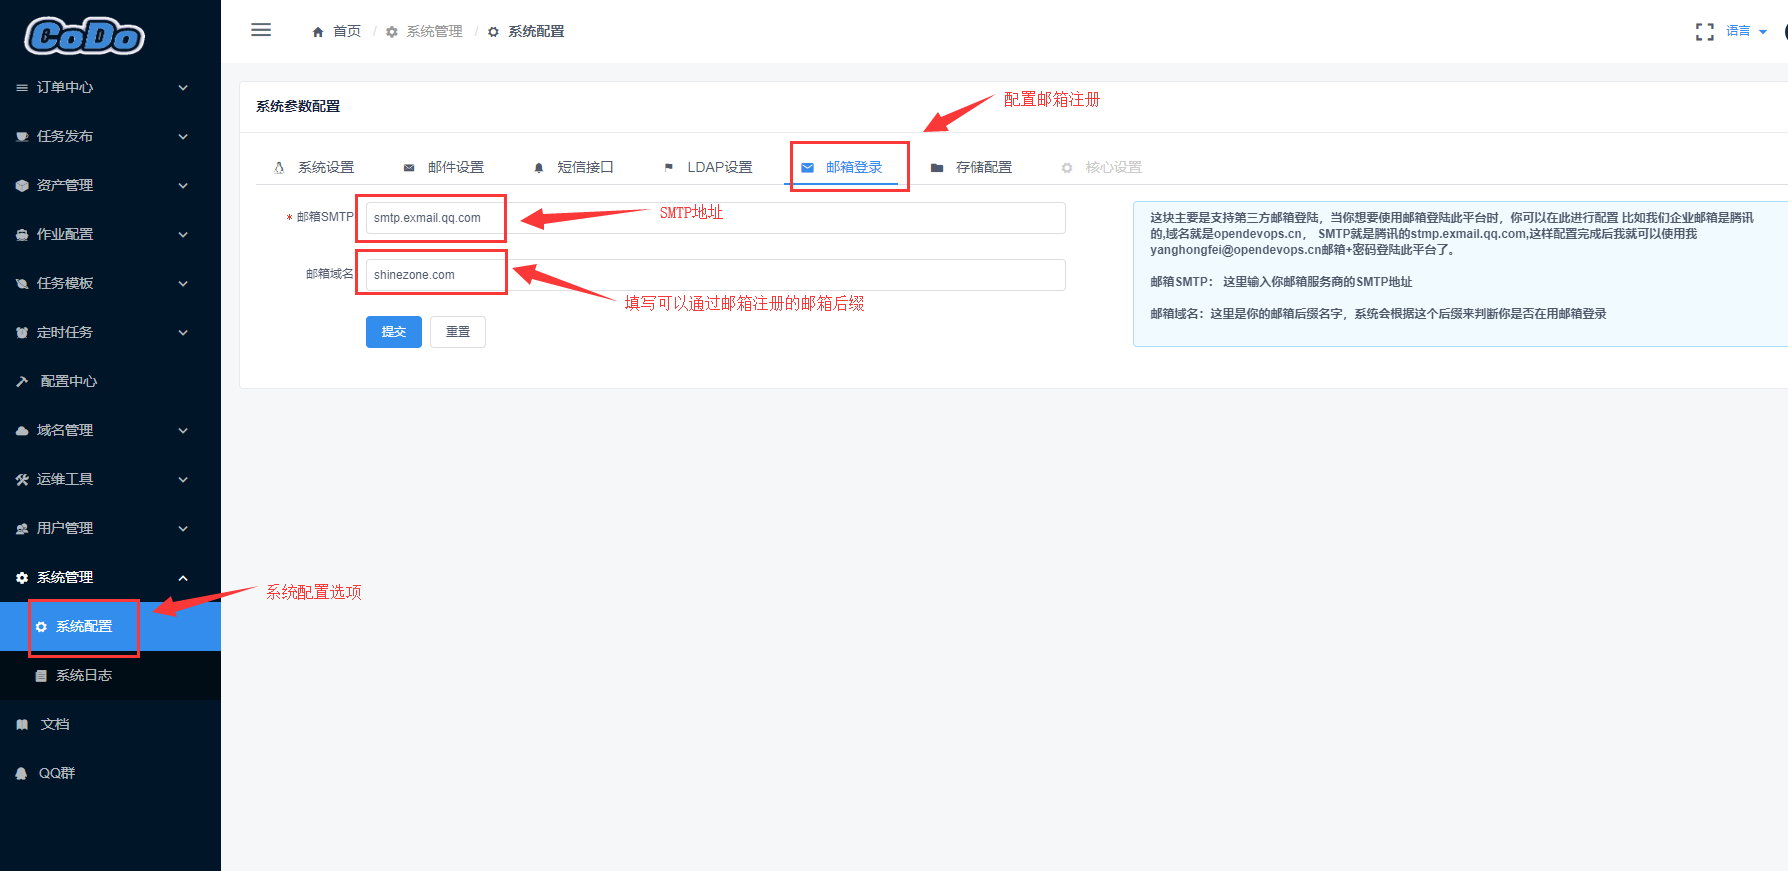 CoDo
订单中心
任务发布
资产管理
作业配置
任务模板
定时任务
配置中心
域名管理
运维工具
用户管理
系统管理
系统配置
系统日志
文档
QQ群
首页 / 系统管理 / 系统配置
语言
系统参数配置
配置邮箱注册
系统设置 邮件设置 短信接口 LDAP设置 邮箱登录 存储配置 核心设置
* 邮箱SMTP smtp.exmail.qq.com
SMTP地址
邮箱域名 shinezone.com
填写可以通过邮箱注册的邮箱后缀
提交 重置
这块主要是支持第三方邮箱登陆，当你想要使用邮箱登陆此平台时，你可以在此进行配置 比如我们企业邮箱是腾讯
的,域名就是opendevops.cn， SMTP就是腾讯的stmp.exmail.qq.com,这样配置完成后我就可以使用我
yanghongfei@opendevops.cn邮箱+密码登陆此平台了。
邮箱SMTP： 这里输入你邮箱服务商的SMTP地址
邮箱域名：这里是你的邮箱后缀名字，系统会根据这个后缀来判断你是否在用邮箱登录
系统配置选项